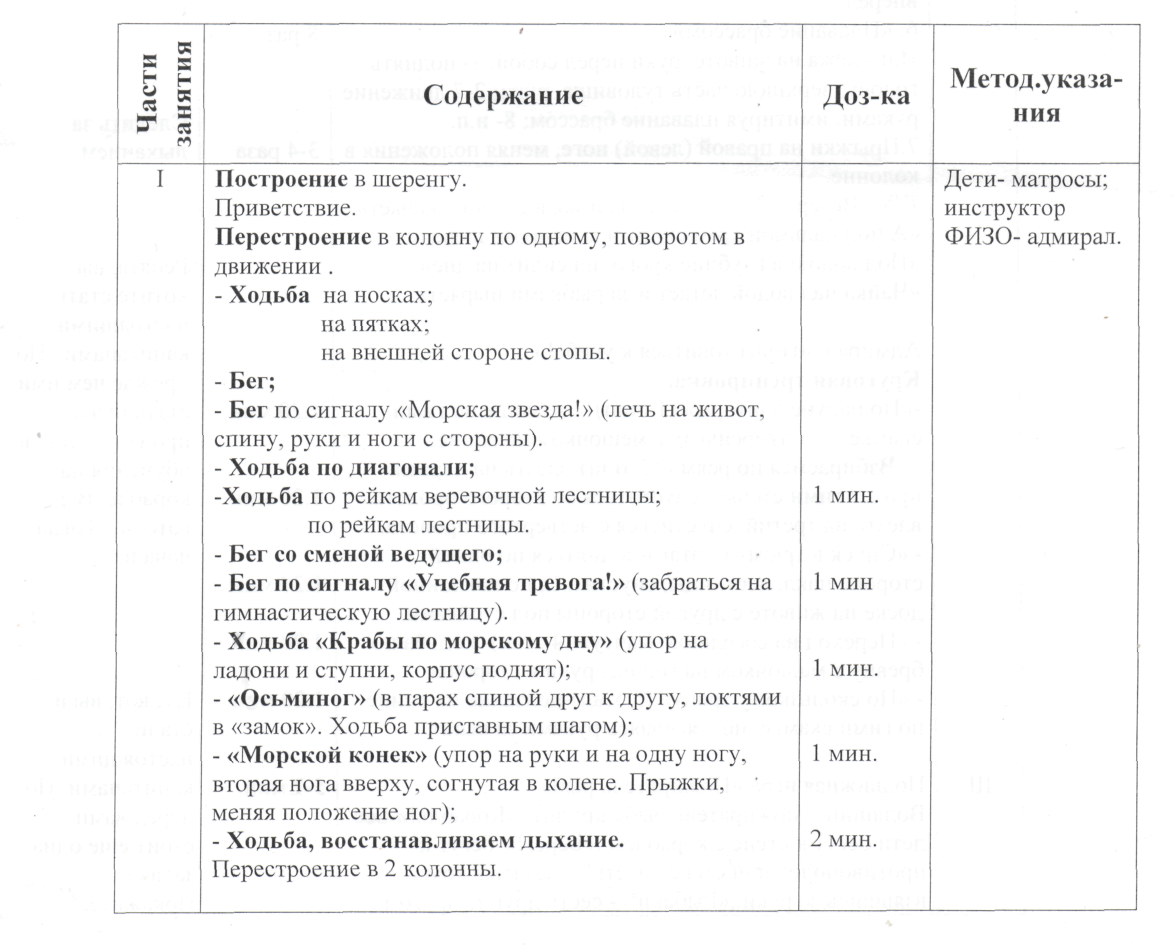 Части занятия
Содержание
Доз-ка
Метод.указа-
ния
I
Построение в шеренгу.
Приветствие.
Перестроение в колонну по одному, поворотом в
движении .
- Ходьба на носках;
на пятках;
на внешней стороне стопы.
- Бег;
- Бег по сигналу «Морская звезда!» (лечь на живот,
спину, руки и ноги с стороны).
- Ходьба по диагонали;
-Ходьба по рейкам веревочной лестницы;
по рейкам лестницы.
- Бег со сменой ведущего;
- Бег по сигналу «Учебная тревога!» (забраться на
гимнастическую лестницу).
- Ходьба «Крабы по морскому дну» (упор на
ладони и ступни, корпус поднят);
- «Осьминог» (в парах спиной друг к другу, локтями
в «замок». Ходьба приставным шагом);
- «Морской конек» (упор на руки и на одну ногу,
вторая нога вверху, согнутая в колене. Прыжки,
меняя положение ног);
- Ходьба, восстанавливаем дыхание.
Перестроение в 2 колонны.
1 мин.
1 мин
1 мин.
1 мин.
2 мин.
Дети- матросы;
инструктор
ФИЗО- адмирал.